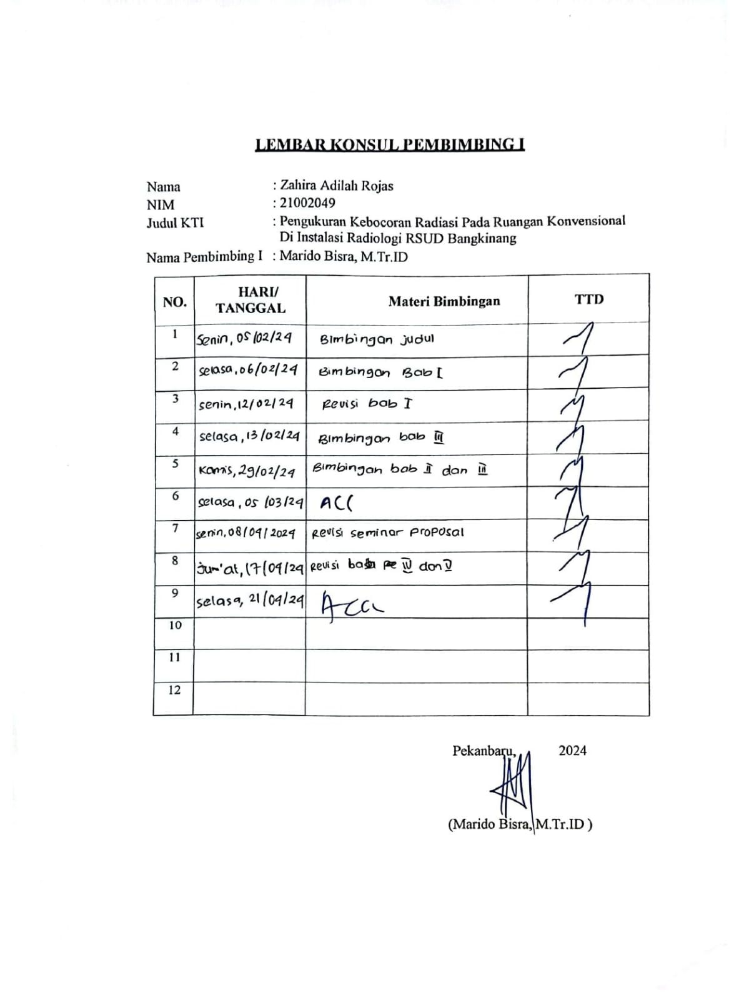 LEMBAR KONSUL PEMBIMBING I
Nama : Zahira Adilah Rojas
NIM : 21002049
Judul KTI : Pengukuran Kebocoran Radiasi Pada Ruangan Konvensional
Di Instalasi Radiologi RSUD Bangkinang
Nama Pembimbing I : Marido Bisra, M.Tr.ID
NO. HARI/ TANGGAL Materi Bimbingan TTD
1 Senin, 05/02/24 Bimbingan judul
2 selasa, 06/02/24 Bimbingan Bab I
3 senin, 12/02/24 Revisi bab I
4 selasa, 13/02/24 Bimbingan bab III
5 Kamis, 29/02/24 Bimbingan bab II dan III
6 selasa, 05/03/24 ACC
7 senin, 08/04/2024 Revisi seminar proposal
8 jum'at, 17/04/24 Revisi bab IV dan V
9 selasa, 21/04/24 Acc
10
11
12
Pekanbaru, 2024
(Marido Bisra, M.Tr.ID )